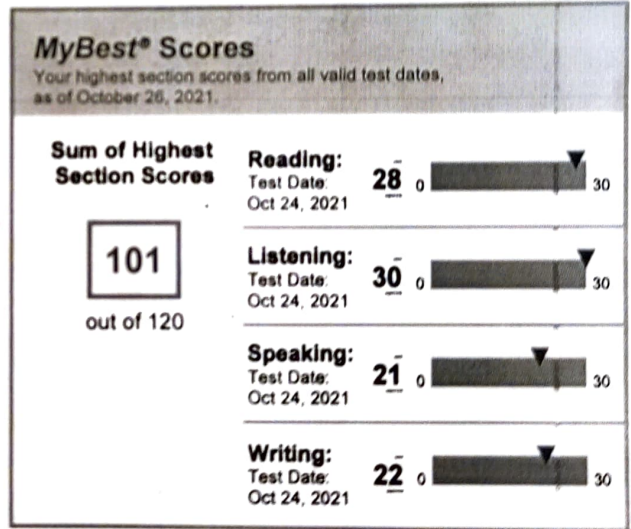 MyBest® Scores
Your highest section scores from all valid test dates,
as of October 26, 2021.
Sum of Highest
Section Scores
101
out of 120
Reading:
Test Date:
Oct 24, 2021
28
0
30
Listening:
Test Date:
Oct 24, 2021
30
0
30
Speaking:
Test Date:
Oct 24, 2021
21
0
30
Writing:
Test Date:
Oct 24, 2021
22
0
30